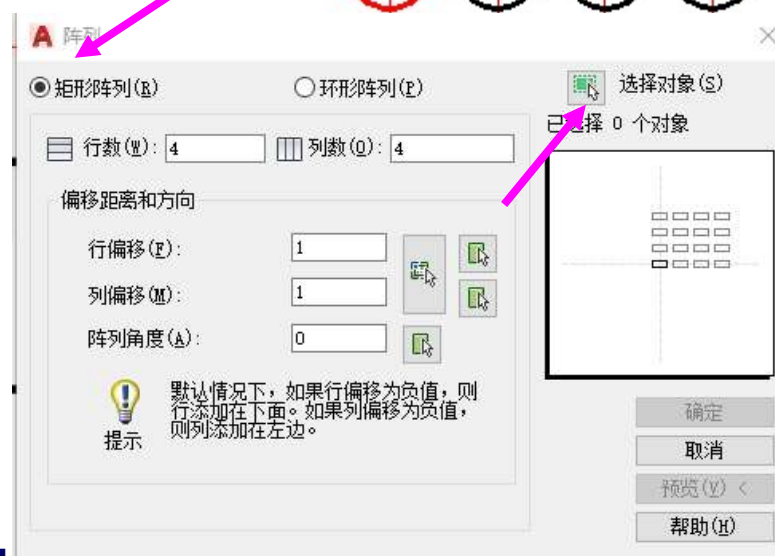 阵列
矩形阵列(R) 环形阵列(P) 选择对象(S)
已选择 0 个对象
行数(W): 4 列数(O): 4
偏移距离和方向
行偏移(F): 1
列偏移(M): 1
阵列角度(A): 0
默认情况下，如果行偏移为负值，则
行添加在下面。如果列偏移为负值，
则列添加在左边。
提示
确定
取消
预览(V) <
帮助(H)